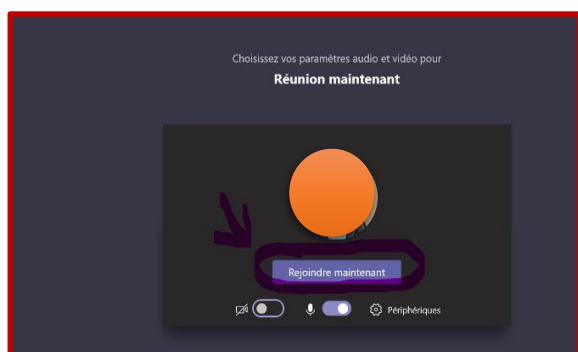 Choisissez vos paramètres audio et vidéo pour
Réunion maintenant
Rejoindre maintenant
Périphériques